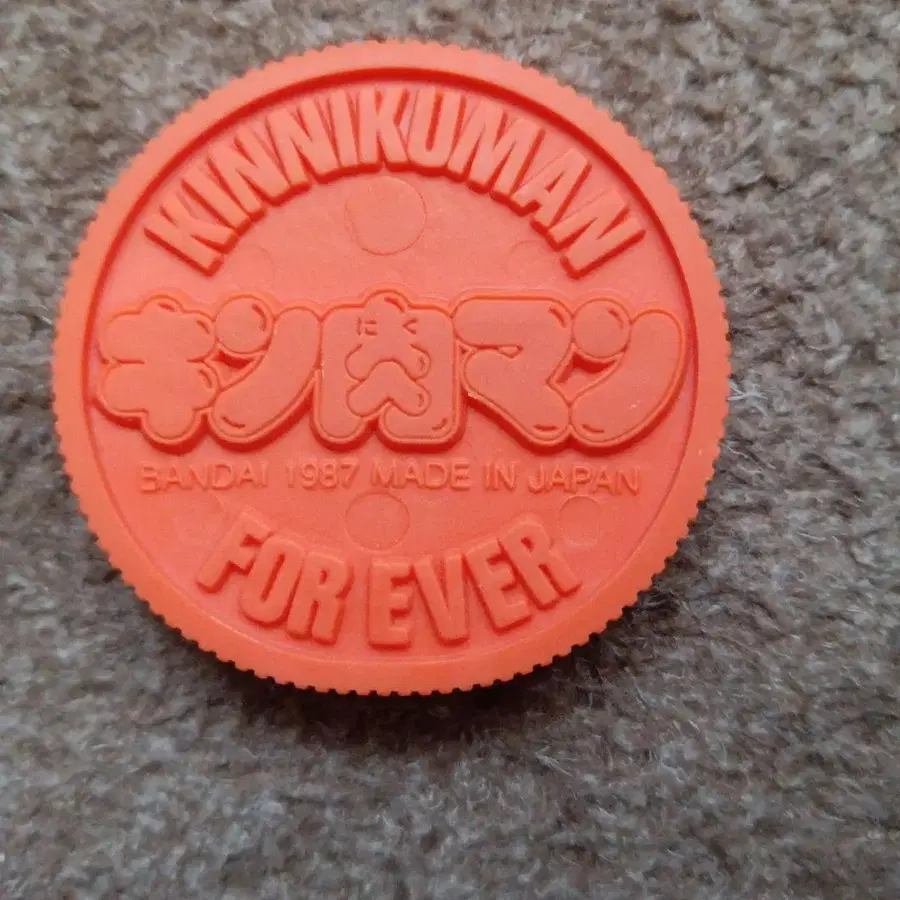 KINNIKUMAN
キン肉マン
にく
BANDAI 1987 MADE IN JAPAN
FOR EVER